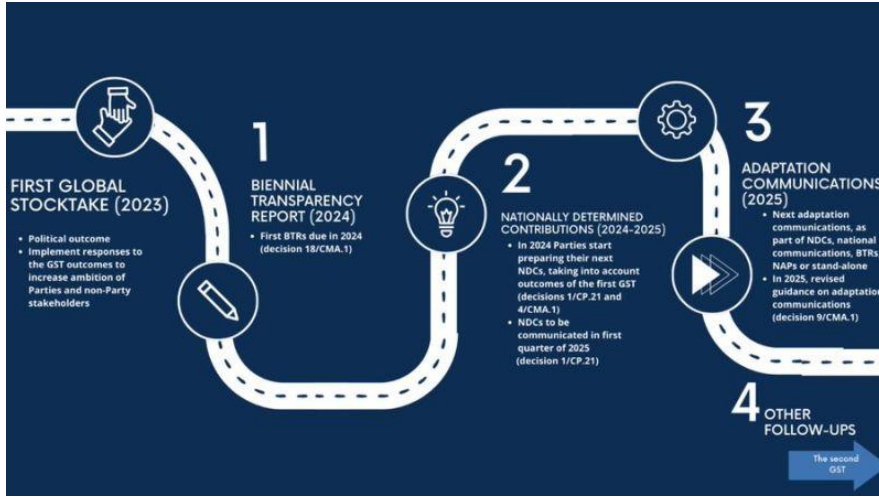 FIRST GLOBAL
STOCKTAKE (2023)
• Political outcome
• Implement responses to
the GST outcomes to
increase ambition of
Parties and non-Party
stakeholders
1
BIENNIAL
TRANSPARENCY
REPORT (2024)
• First BTRs due in 2024
(decision 18/CMA.1)
2
NATIONALLY DETERMINED
CONTRIBUTIONS (2024-2025)
• In 2024 Parties start
preparing their next
NDCs, taking into account
outcomes of the first GST
(decisions 1/CP.21 and
4/CMA.1)
• NDCs to be
communicated in first
quarter of 2025
(decision 1/CP.21)
3
ADAPTATION
COMMUNICATIONS
(2025)
• Next adaptation
communications, as
part of NDCs, national
communications, BTRs,
NAPs or stand-alone
• In 2025, revised
guidance on adaptation
communications
(decision 9/CMA.1)
4 OTHER
FOLLOW-UPS
The second
GST